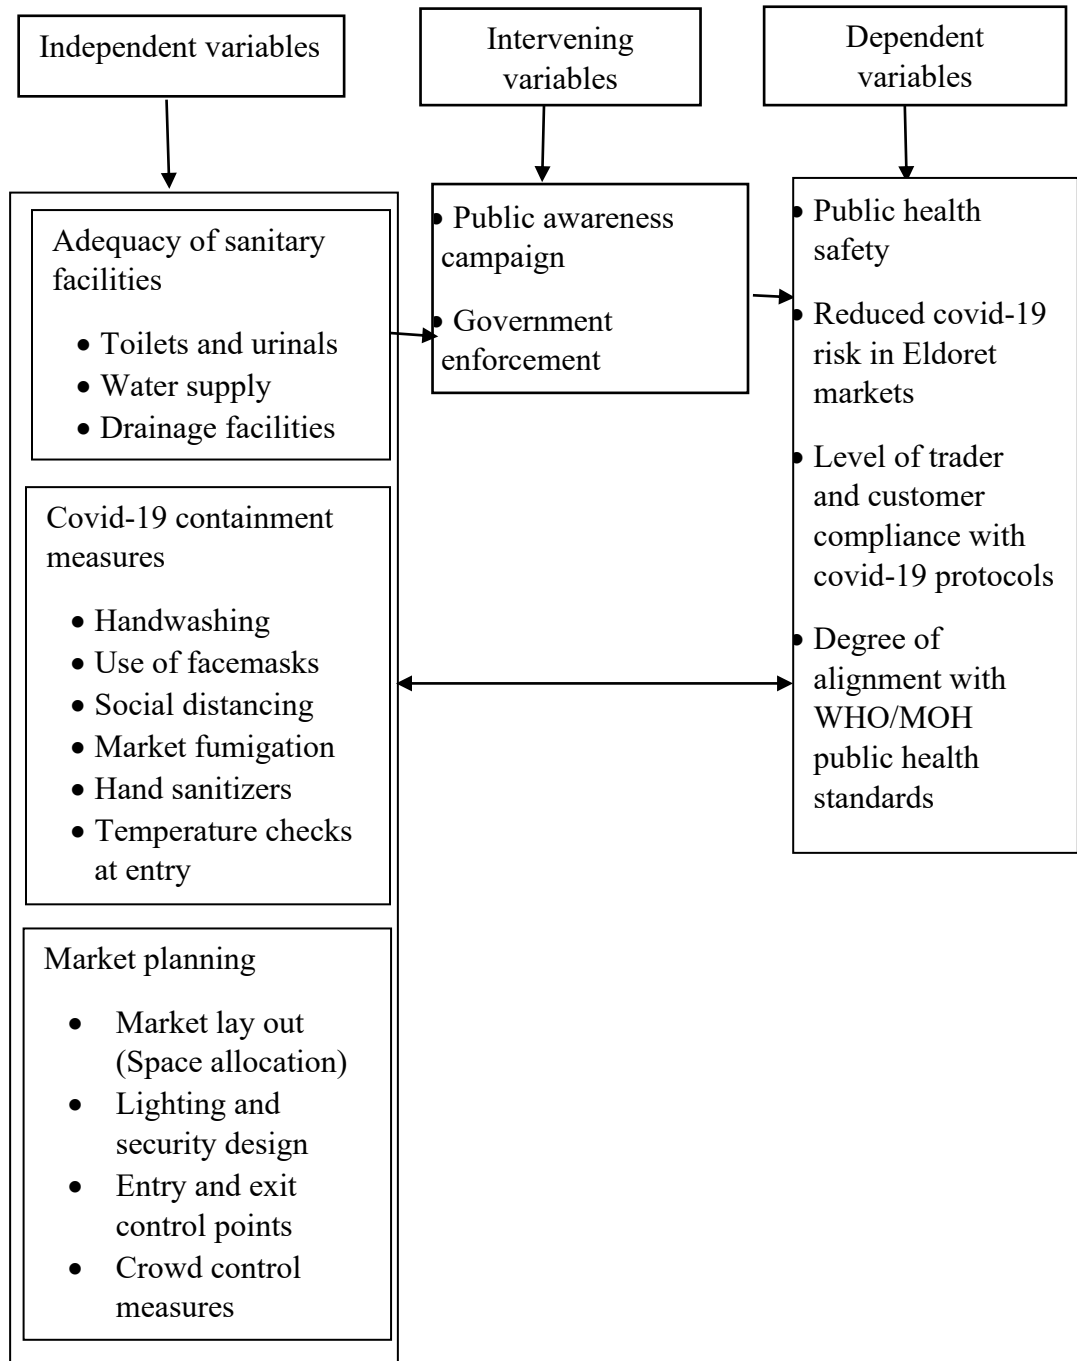 Independent variables
Intervening
variables
Dependent
variables
Adequacy of sanitary
facilities
• Toilets and urinals
• Water supply
• Drainage facilities
Covid-19 containment
measures
• Handwashing
• Use of facemasks
• Social distancing
• Market fumigation
• Hand sanitizers
• Temperature checks
at entry
Market planning
• Market lay out
(Space allocation)
• Lighting and
security design
• Entry and exit
control points
• Crowd control
measures
• Public awareness
campaign
• Government
enforcement
• Public health
safety
• Reduced covid-19
risk in Eldoret
markets
• Level of trader
and customer
compliance with
covid-19 protocols
• Degree of
alignment with
WHO/MOH
public health
standards